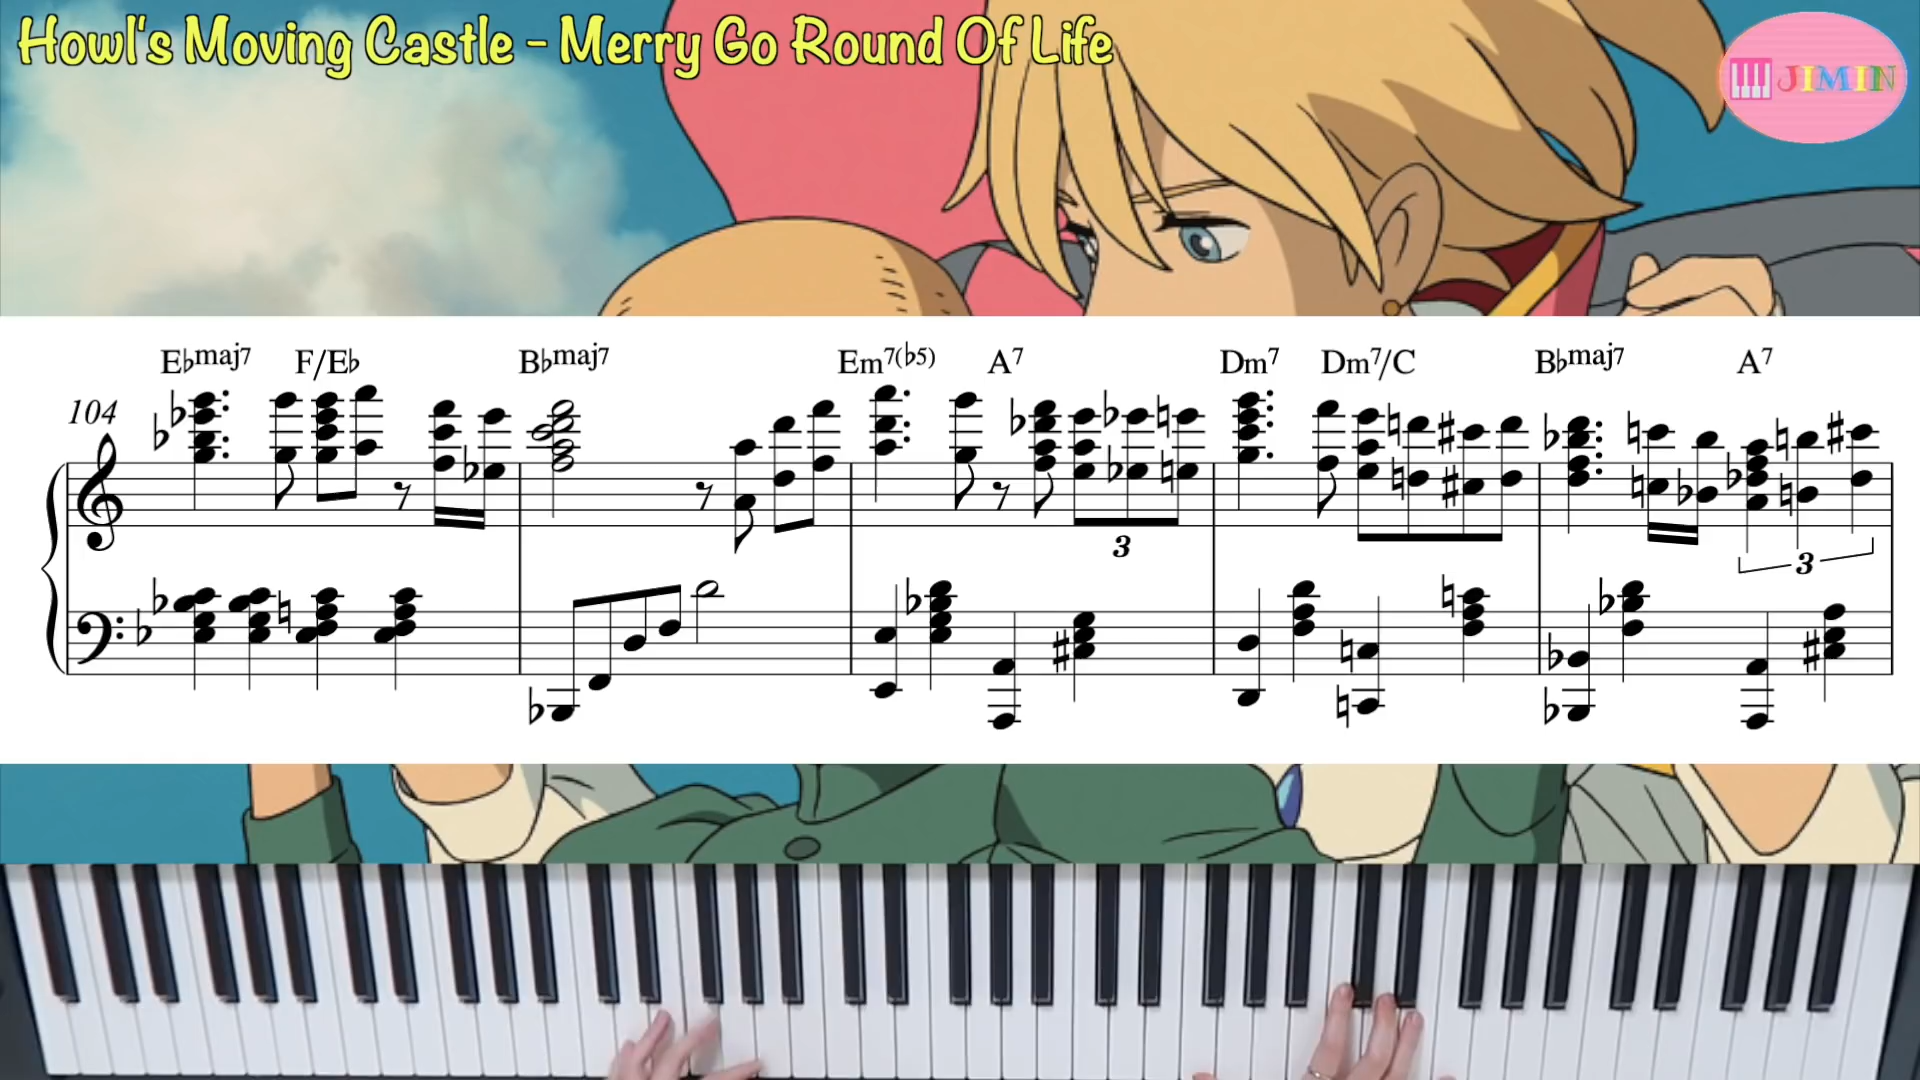 Howl's Moving Castle - Merry Go Round Of Life
JIMIN
E♭maj7 F/E♭ B♭maj7 Em7(♭5) A7 Dm7 Dm7/C B♭maj7 A7
104
3 3